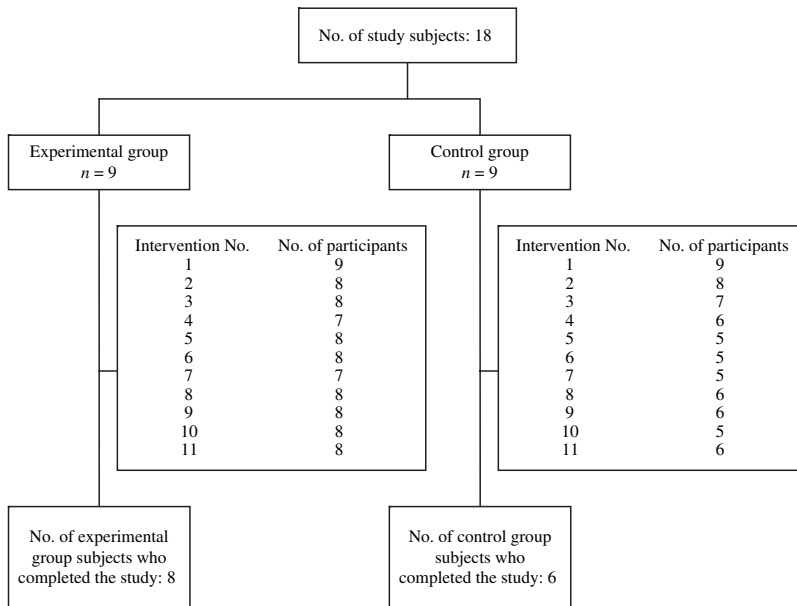 No. of study subjects: 18
Experimental group
n = 9
Control group
n = 9
Intervention No. No. of participants
1 9
2 8
3 8
4 7
5 8
6 8
7 7
8 8
9 8
10 8
11 8
Intervention No. No. of participants
1 9
2 8
3 7
4 6
5 5
6 5
7 5
8 6
9 6
10 5
11 6
No. of experimental
group subjects who
completed the study: 8
No. of control group
subjects who
completed the study: 6